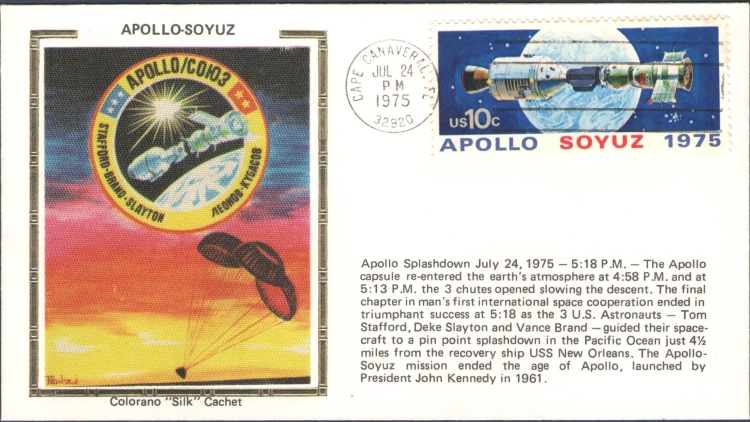 APOLLO-SOYUZ
APOLLO/СОЮЗ
STAFFORD·BRAND·SLAYTON
ЛЕОНОВ·КУБАСОВ
Colorano "Silk" Cachet
CAPE CANAVERAL, FL
JUL 24
PM
1975
32920
US10c
APOLLO SOYUZ 1975
Apollo Splashdown July 24, 1975 — 5:18 P.M. — The Apollo
capsule re-entered the earth's atmosphere at 4:58 P.M. and at
5:13 P.M. the 3 chutes opened slowing the descent. The final
chapter in man's first international space cooperation ended in
triumphant success at 5:18 as the 3 U.S. Astronauts — Tom
Stafford, Deke Slayton and Vance Brand — guided their space-
craft to a pin point splashdown in the Pacific Ocean just 4½
miles from the recovery ship USS New Orleans. The Apollo-
Soyuz mission ended the age of Apollo, launched by
President John Kennedy in 1961.